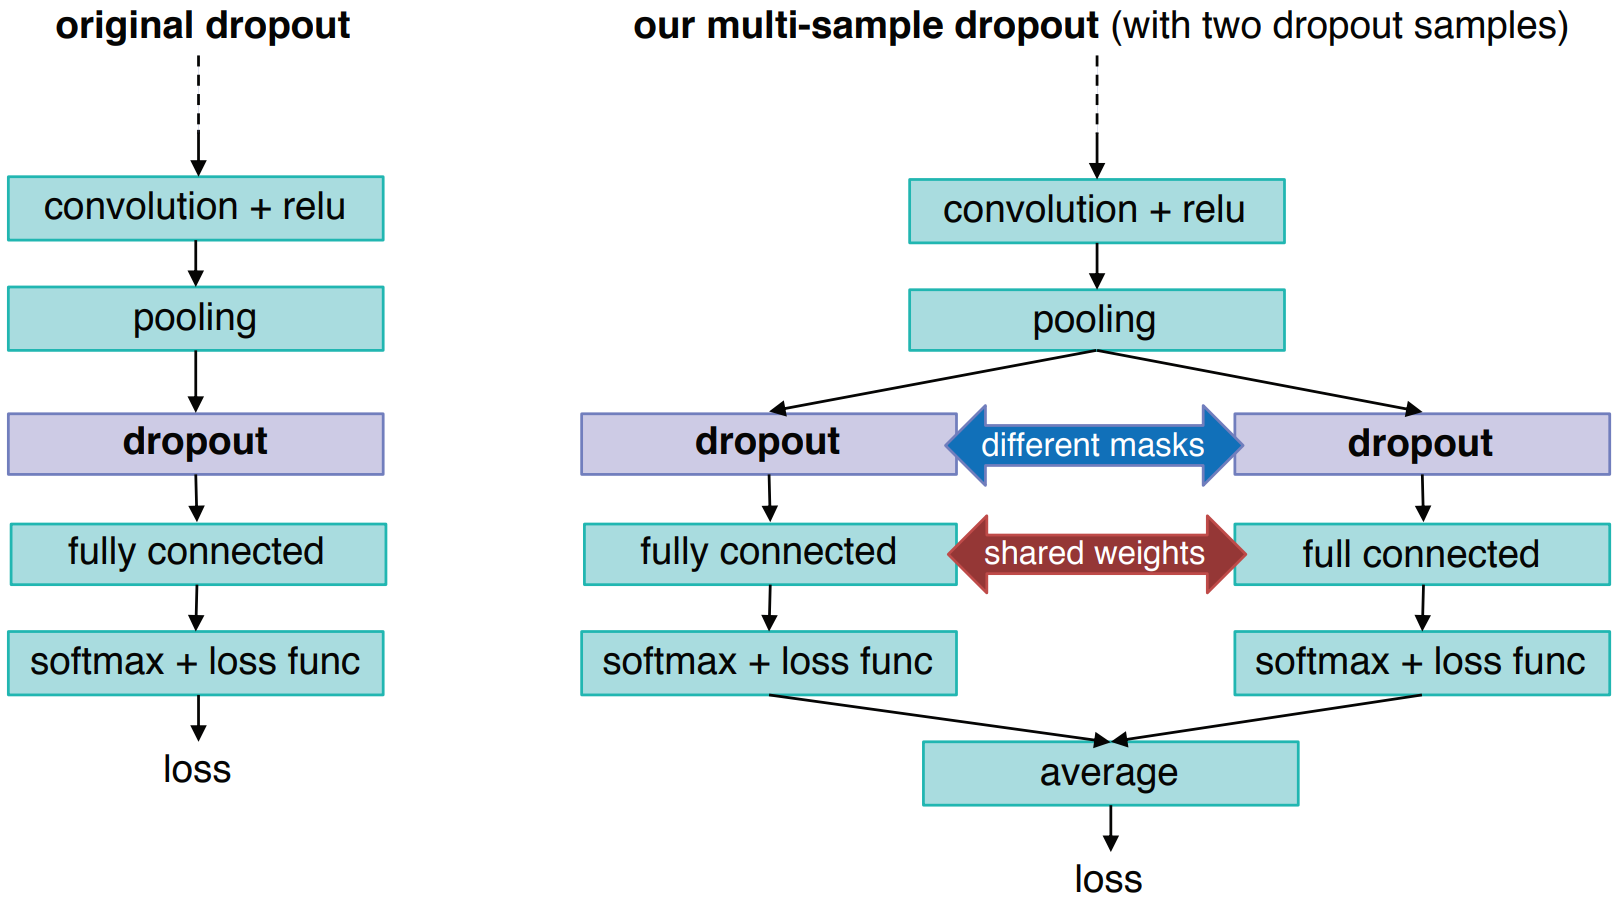 original dropout
convolution + relu
pooling
dropout
fully connected
softmax + loss func
loss
our multi-sample dropout (with two dropout samples)
convolution + relu
pooling
dropout
different masks
dropout
fully connected
shared weights
full connected
softmax + loss func
softmax + loss func
average
loss